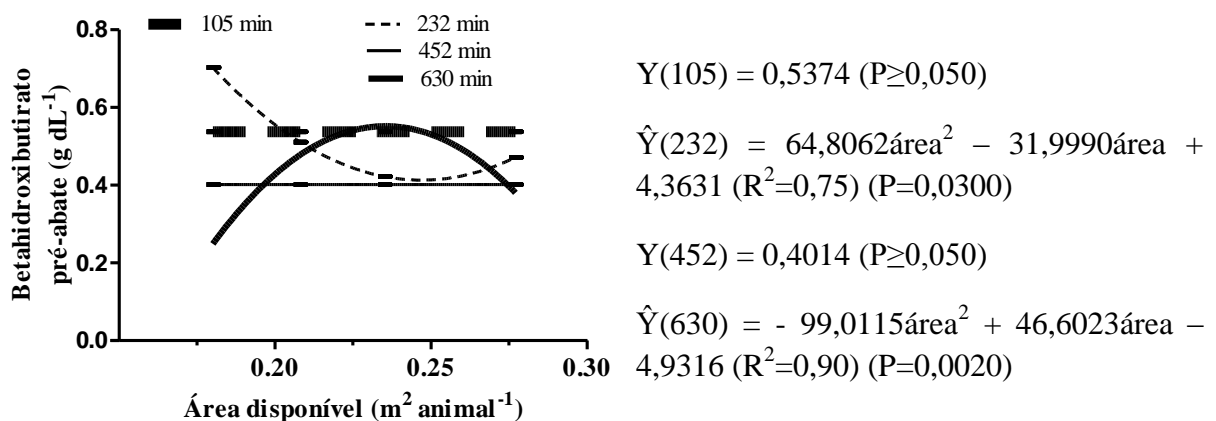 0.8
0.6
0.4
0.2
0.0
0.20
0.25
0.30
Betahidroxibutirato
pré-abate (g dL⁻¹)
Área disponível (m² animal⁻¹)
105 min
232 min
452 min
630 min
Y(105) = 0,5374 (P≥0,050)
Ŷ(232) = 64,8062área² – 31,9990área +
4,3631 (R²=0,75) (P=0,0300)
Y(452) = 0,4014 (P≥0,050)
Ŷ(630) = - 99,0115área² + 46,6023área –
4,9316 (R²=0,90) (P=0,0020)